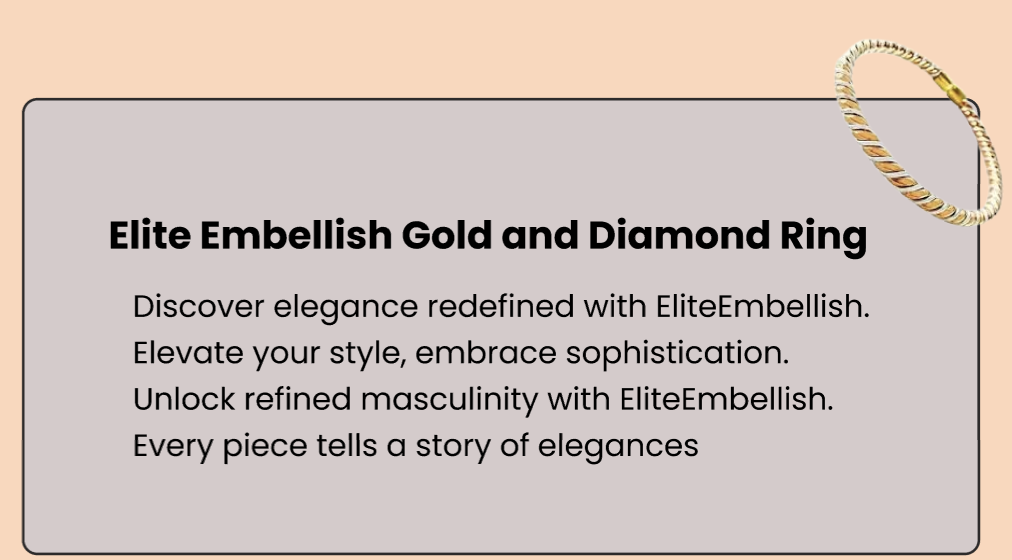 Elite Embellish Gold and Diamond Ring
Discover elegance redefined with EliteEmbellish.
Elevate your style, embrace sophistication.
Unlock refined masculinity with EliteEmbellish.
Every piece tells a story of elegances